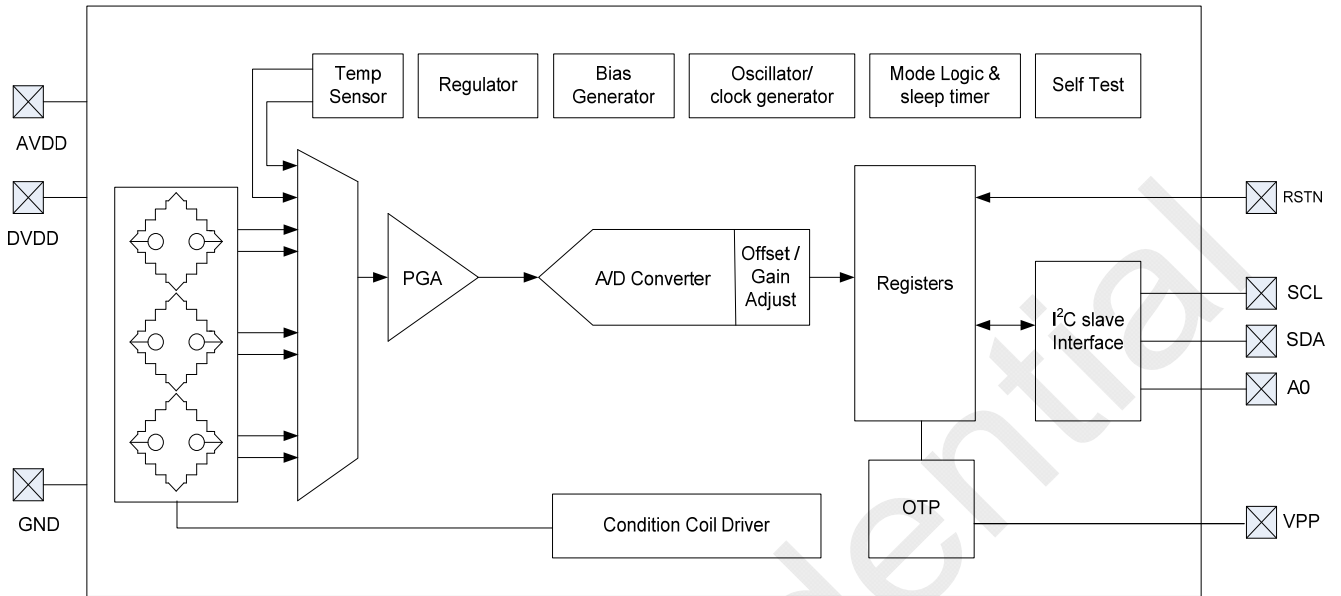 Temp
Sensor
Regulator
Bias
Generator
Oscillator/
clock generator
Mode Logic &
sleep timer
Self Test
AVDD
DVDD
GND
PGA
A/D Converter
Offset /
Gain
Adjust
Registers
I²C slave
Interface
RSTN
SCL
SDA
A0
OTP
VPP
Condition Coil Driver
dential